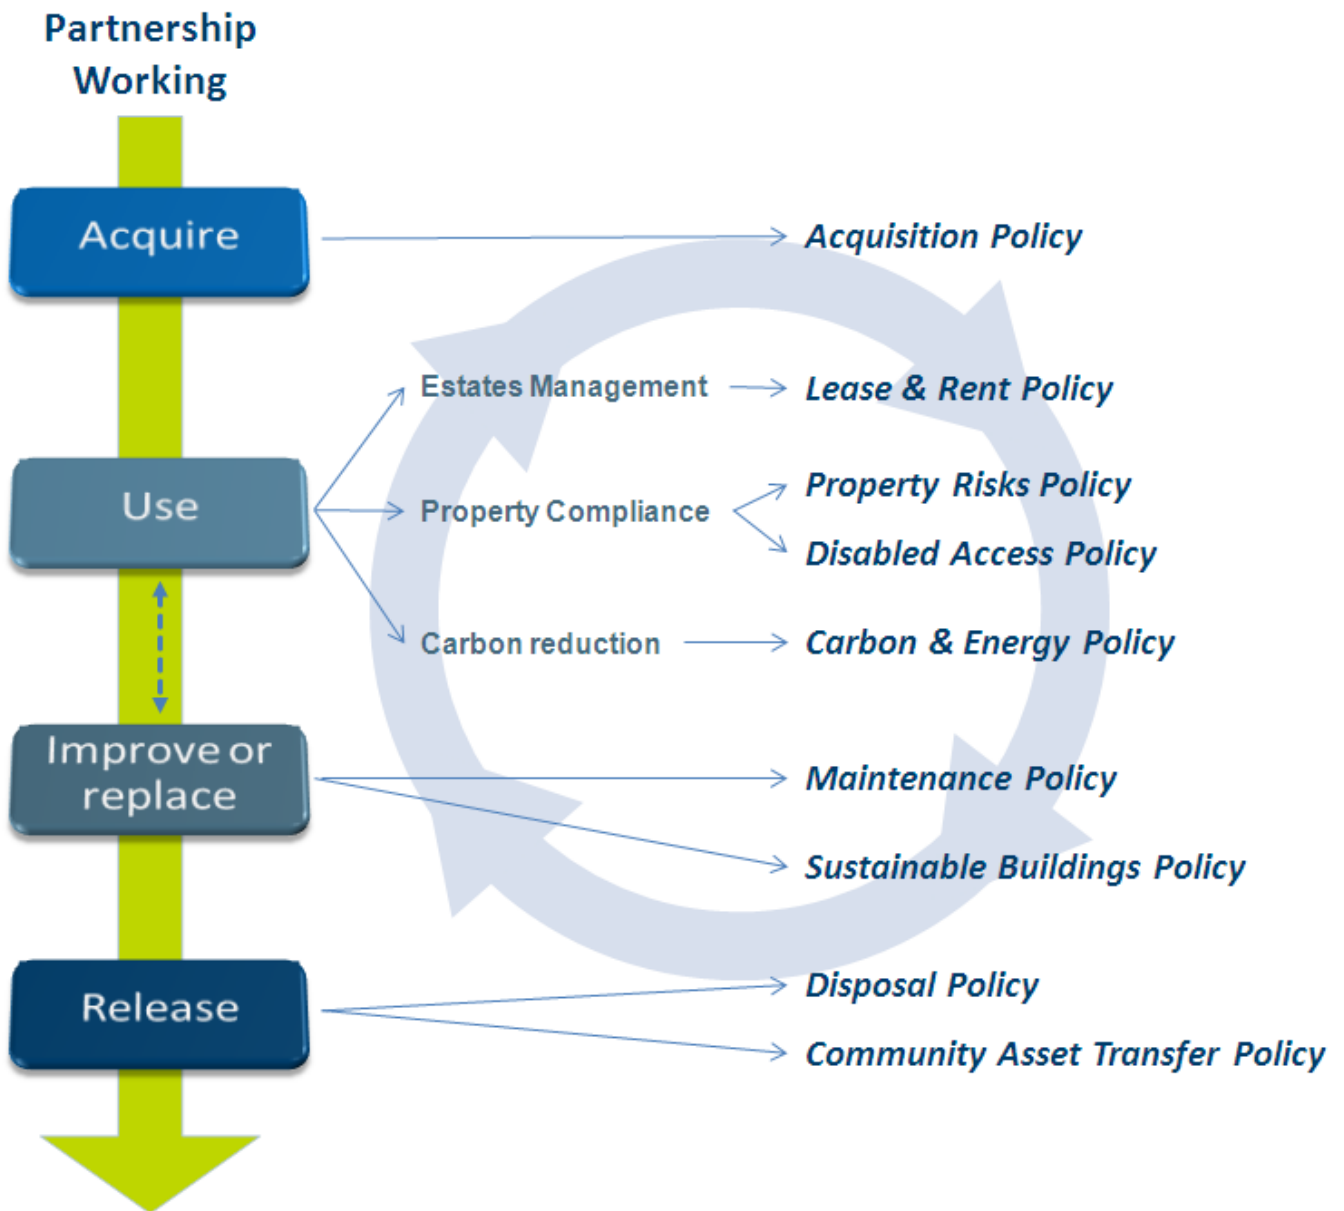 Partnership
Working
Acquire
Acquisition Policy
Estates Management
Lease & Rent Policy
Use
Property Compliance
Property Risks Policy
Disabled Access Policy
Carbon reduction
Carbon & Energy Policy
Improve or
replace
Maintenance Policy
Sustainable Buildings Policy
Release
Disposal Policy
Community Asset Transfer Policy